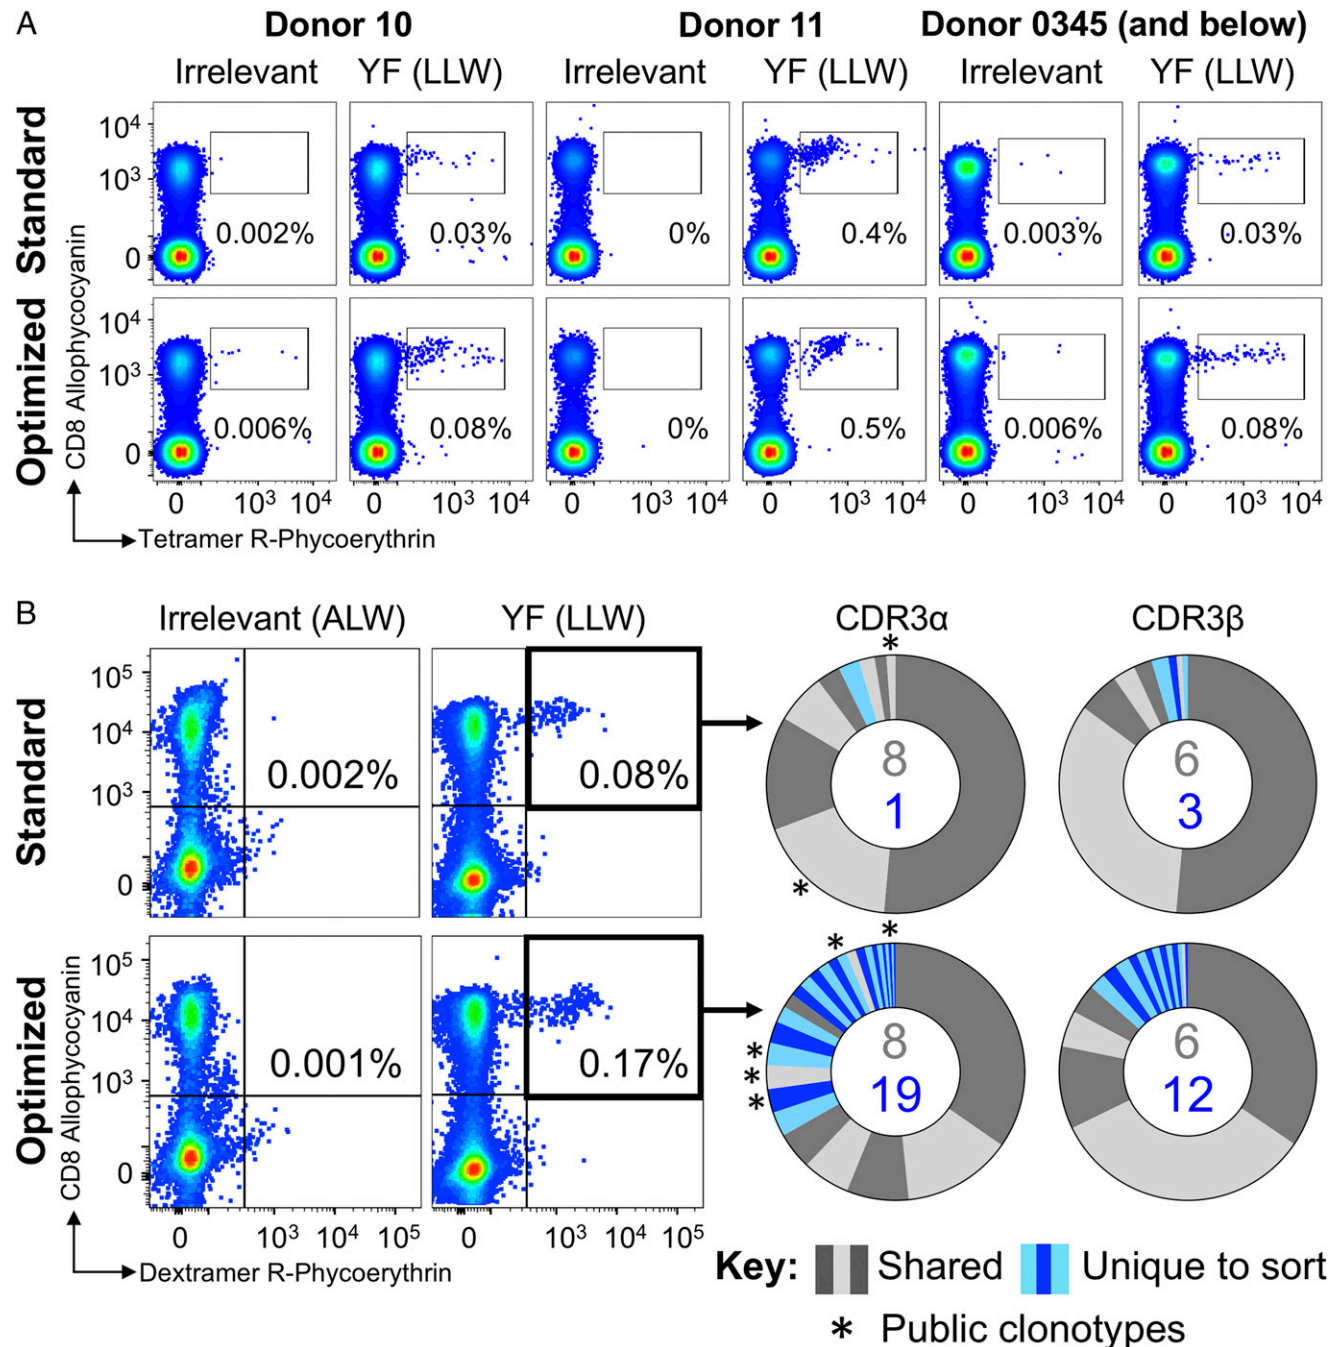 A
Donor 10 Donor 11 Donor 0345 (and below)
Irrelevant YF (LLW) Irrelevant YF (LLW) Irrelevant YF (LLW)
Standard
10⁴
10³
0
0.002% 0.03% 0% 0.4% 0.003% 0.03%
Optimized
10⁴
10³
0
0.006% 0.08% 0% 0.5% 0.006% 0.08%
0 10³ 10⁴ 0 10³ 10⁴ 0 10³ 10⁴ 0 10³ 10⁴ 0 10³ 10⁴ 0 10³ 10⁴
CD8 Allophycocyanin
Tetramer R-Phycoerythrin
B
Irrelevant (ALW) YF (LLW) CDR3α CDR3β
Standard
10⁵
10⁴
10³
0
0.002% 0.08%
*
*
8
1
6
3
Optimized
10⁵
10⁴
10³
0
0.001% 0.17%
* *
*
*
*
8
19
6
12
0 10³ 10⁴ 10⁵ 0 10³ 10⁴ 10⁵
CD8 Allophycocyanin
Dextramer R-Phycoerythrin
Key: Shared Unique to sort
* Public clonotypes